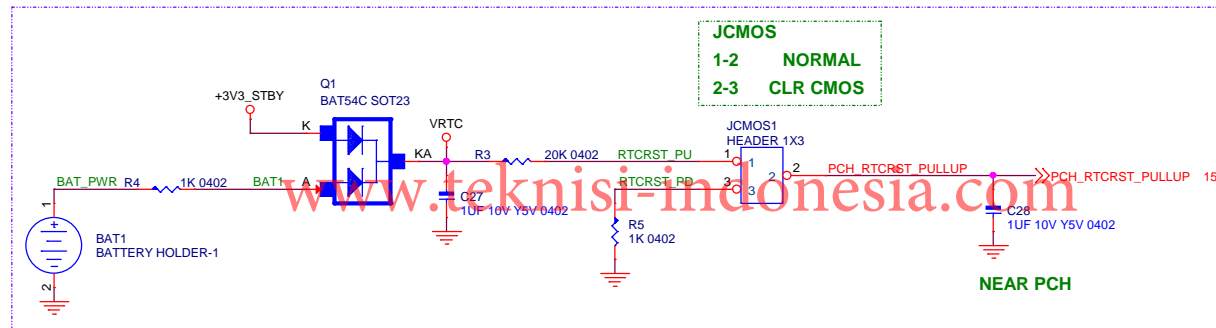 JCMOS
1-2 NORMAL
2-3 CLR CMOS
Q1
BAT54C SOT23
+3V3_STBY
K
VRTC
KA
JCMOS1
HEADER 1X3
R3 20K 0402
RTCRST_PU
1
1
2
2
PCH_RTCRST_PULLUP
PCH_RTCRST_PULLUP 15
BAT_PWR
R4 1K 0402
BAT1
A
RTCRST_PD
3
3
www.teknisi-indonesia.com
C27
1UF 10V Y5V 0402
C28
1UF 10V Y5V 0402
1
+
R5
1K 0402
BAT1
BATTERY HOLDER-1
2
NEAR PCH